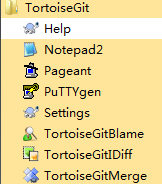 TortoiseGit
Help
Notepad2
Pageant
PuTTYgen
Settings
TortoiseGitBlame
TortoiseGitIDiff
TortoiseGitMerge